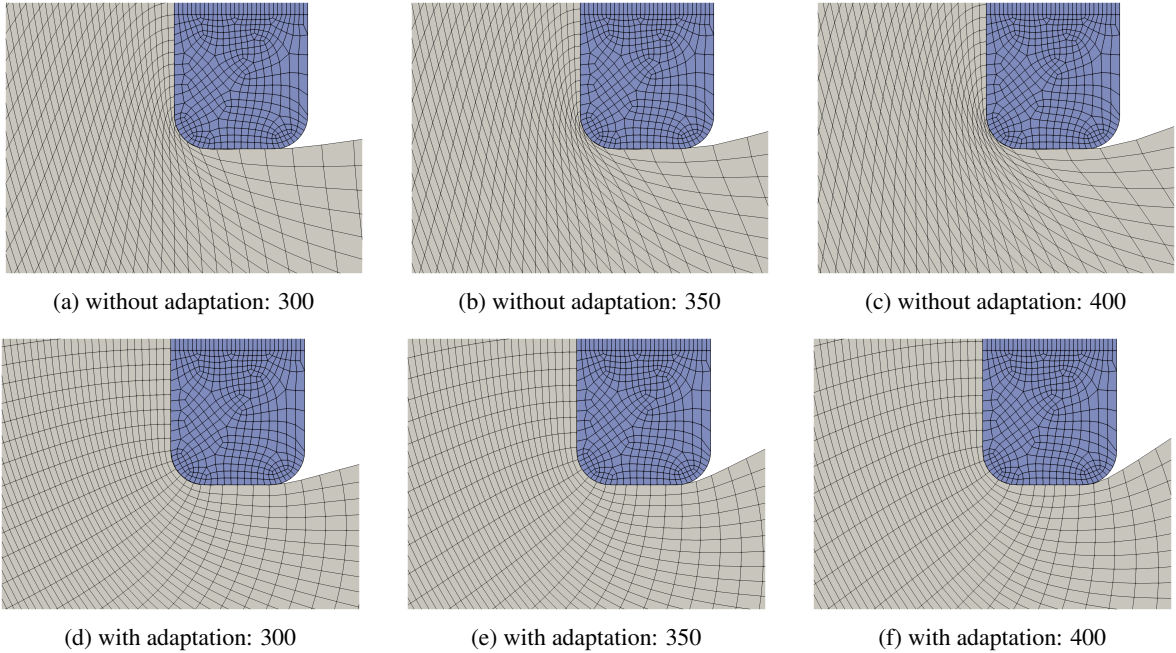 (a) without adaptation: 300
(b) without adaptation: 350
(c) without adaptation: 400
(d) with adaptation: 300
(e) with adaptation: 350
(f) with adaptation: 400